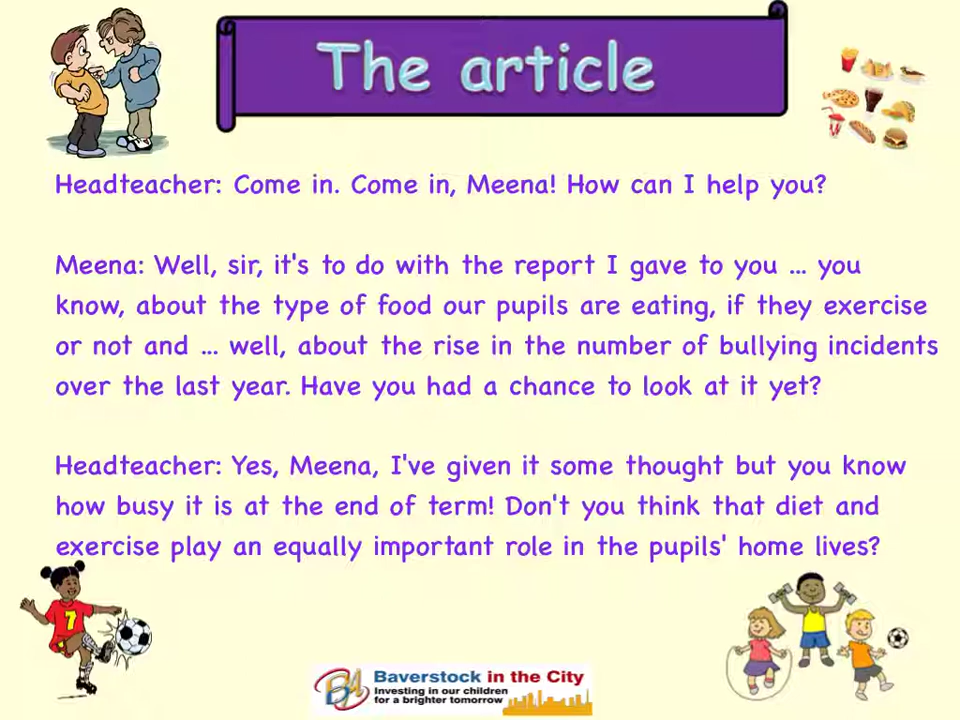 The article
Headteacher: Come in. Come in, Meena! How can I help you?
Meena: Well, sir, it's to do with the report I gave to you ... you
know, about the type of food our pupils are eating, if they exercise
or not and ... well, about the rise in the number of bullying incidents
over the last year. Have you had a chance to look at it yet?
Headteacher: Yes, Meena, I've given it some thought but you know
how busy it is at the end of term! Don't you think that diet and
exercise play an equally important role in the pupils' home lives?
7
BA
Baverstock in the City
Investing in our children
for a brighter tomorrow